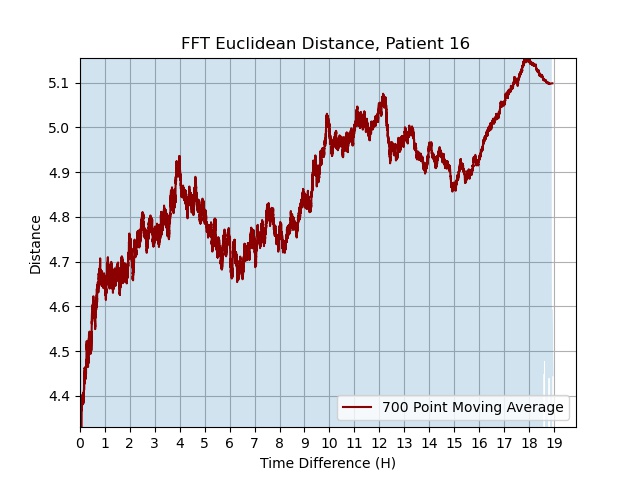 FFT Euclidean Distance, Patient 16
Distance
5.1
5.0
4.9
4.8
4.7
4.6
4.5
4.4
700 Point Moving Average
0 1 2 3 4 5 6 7 8 9 10 11 12 13 14 15 16 17 18 19
Time Difference (H)